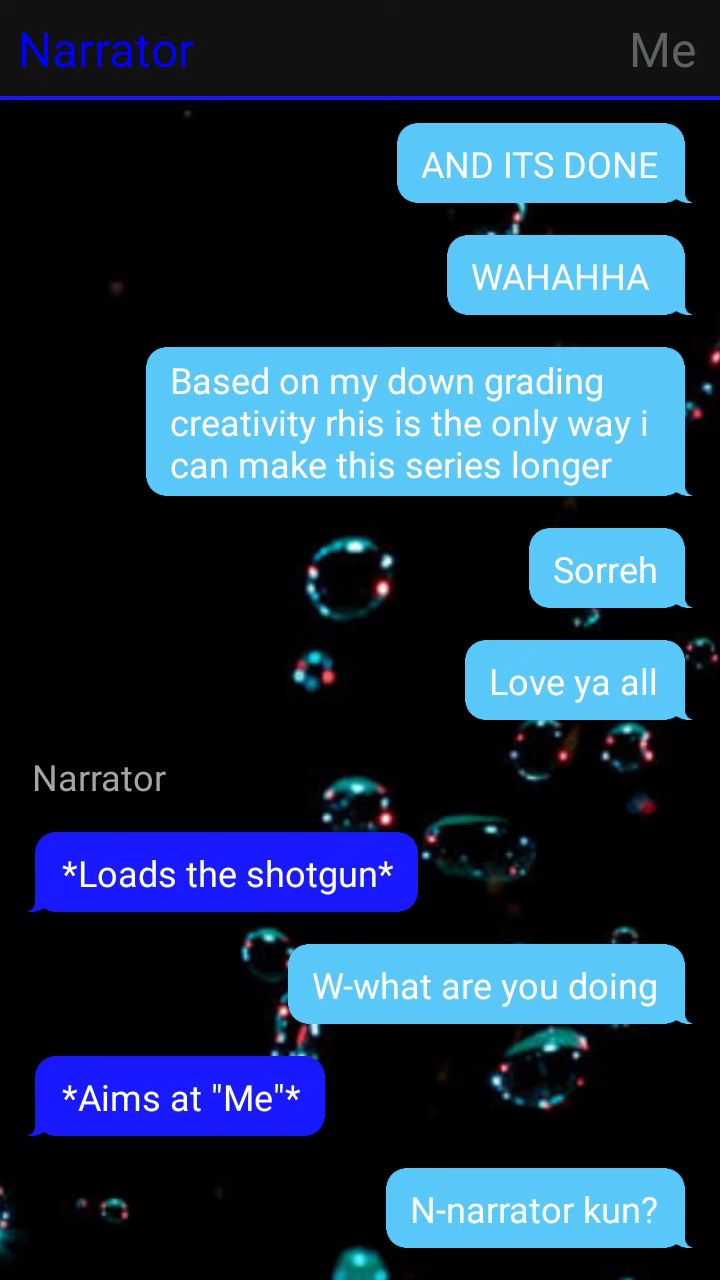 Narrator Me
AND ITS DONE
WAHAHHA
Based on my down grading
creativity rhis is the only way i
can make this series longer
Sorreh
Love ya all
Narrator
*Loads the shotgun*
W-what are you doing
*Aims at "Me"*
N-narrator kun?